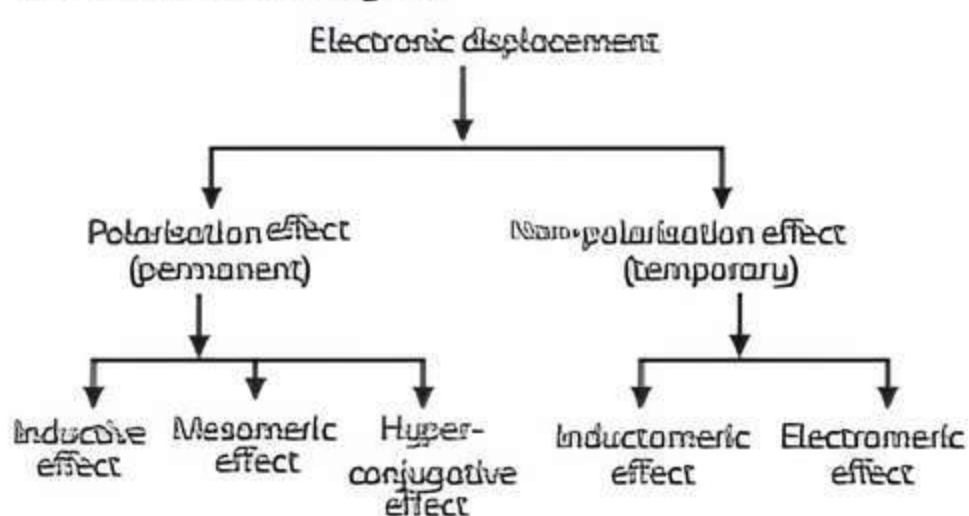 Electronic displacement
Polarisation effect
(permanent)
Non-polarisation effect
(temporary)
Inductive
effect
Mesomeric
effect
Hyper-
conjugative
effect
Inductomeric
effect
Electromeric
effect